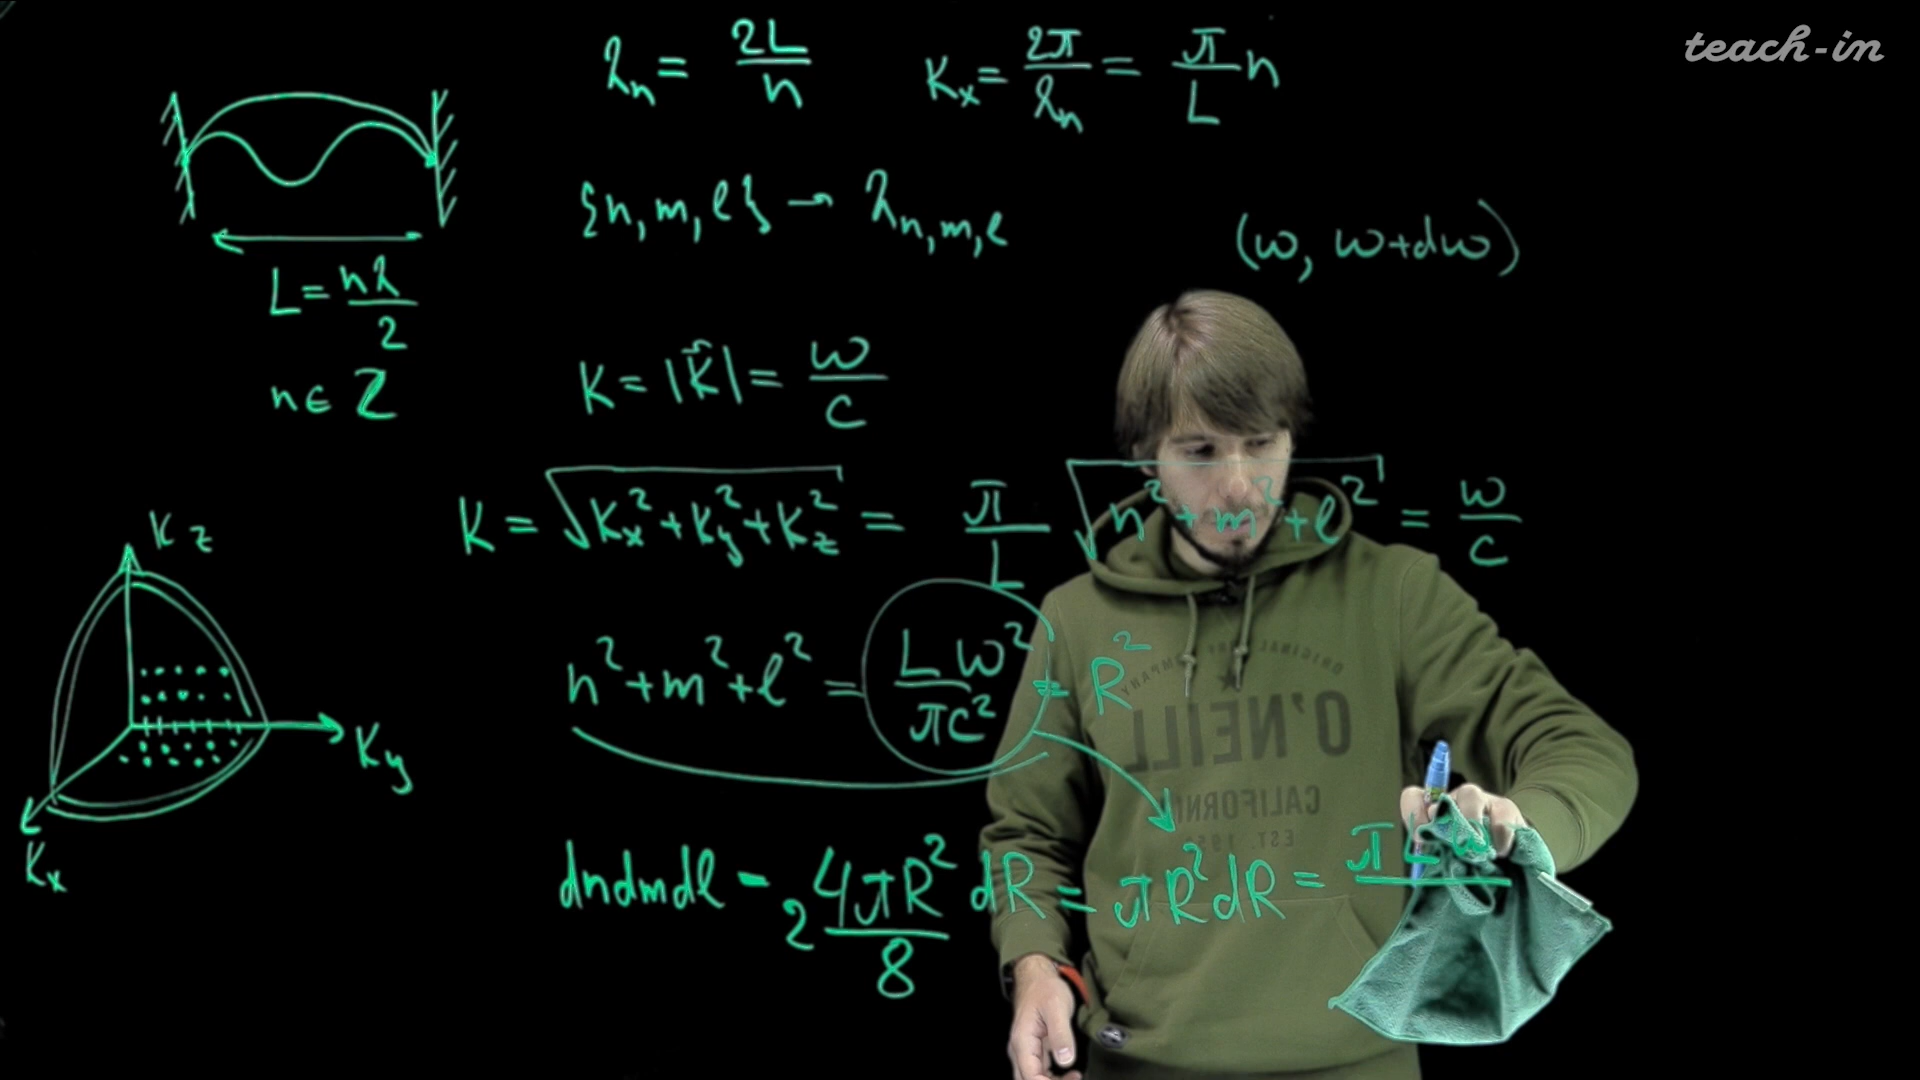 teach-in
λn = 2L/n   Kx = 2π/λn = π/L n
{n, m, ℓ} → λn,m,ℓ
(ω, ω+dω)
L = nλ/2
n ∈ Z
K = |K⃗| = ω/c
K = √(Kx² + Ky² + Kz²) = π/L √(n² + m² + ℓ²) = ω/c
Kz
Ky
Kx
n² + m² + ℓ² = Lω²/πc² = R²
O'NEILL
CALIFORNIA
dndmdℓ = 2 4πR²/8 dR = πR²dR = πLω